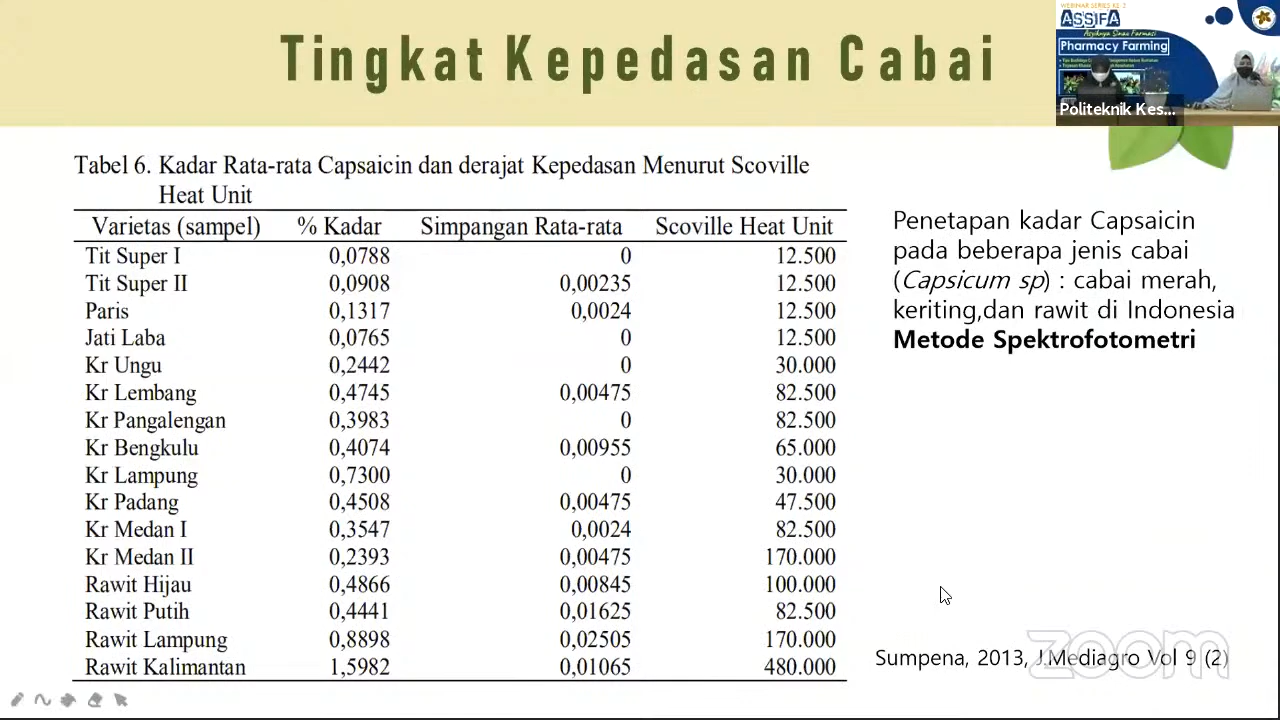 Tingkat Kepedasan Cabai
WEBINAR SERIES KE 2
ASSIFA
Asyiknya Sinau Farmasi
Pharmacy Farming
Politeknik Kes...
Tabel 6. Kadar Rata-rata Capsaicin dan derajat Kepedasan Menurut Scoville
Heat Unit
Varietas (sampel) % Kadar Simpangan Rata-rata Scoville Heat Unit
Tit Super I 0,0788 0 12.500
Tit Super II 0,0908 0,00235 12.500
Paris 0,1317 0,0024 12.500
Jati Laba 0,0765 0 12.500
Kr Ungu 0,2442 0 30.000
Kr Lembang 0,4745 0,00475 82.500
Kr Pangalengan 0,3983 0 82.500
Kr Bengkulu 0,4074 0,00955 65.000
Kr Lampung 0,7300 0 30.000
Kr Padang 0,4508 0,00475 47.500
Kr Medan I 0,3547 0,0024 82.500
Kr Medan II 0,2393 0,00475 170.000
Rawit Hijau 0,4866 0,00845 100.000
Rawit Putih 0,4441 0,01625 82.500
Rawit Lampung 0,8898 0,02505 170.000
Rawit Kalimantan 1,5982 0,01065 480.000
Penetapan kadar Capsaicin
pada beberapa jenis cabai
(Capsicum sp) : cabai merah,
keriting,dan rawit di Indonesia
Metode Spektrofotometri
Sumpena, 2013, J.Mediagro Vol 9 (2)
zoom